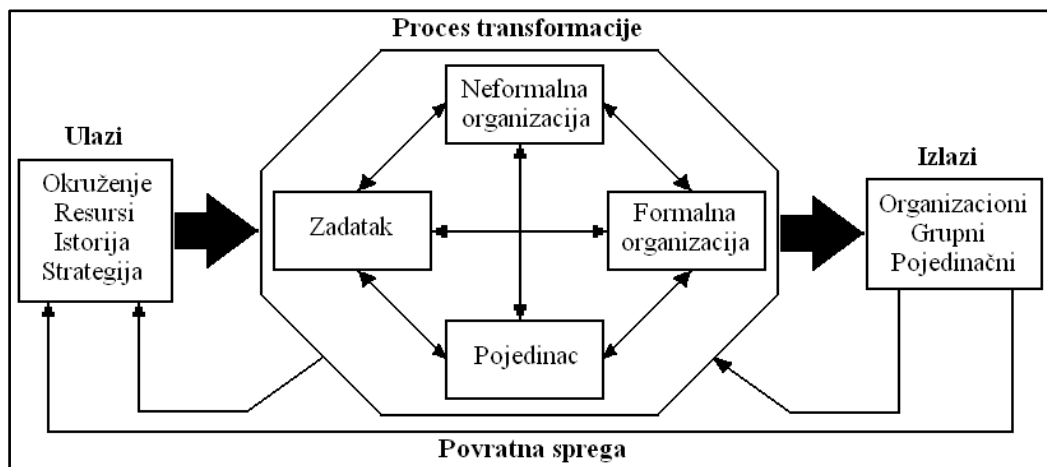 Proces transformacije
Neformalna
organizacija
Ulazi
Okruženje
Resursi
Istorija
Strategija
Zadatak
Formalna
organizacija
Izlazi
Organizacioni
Grupni
Pojedinačni
Pojedinac
Povratna sprega